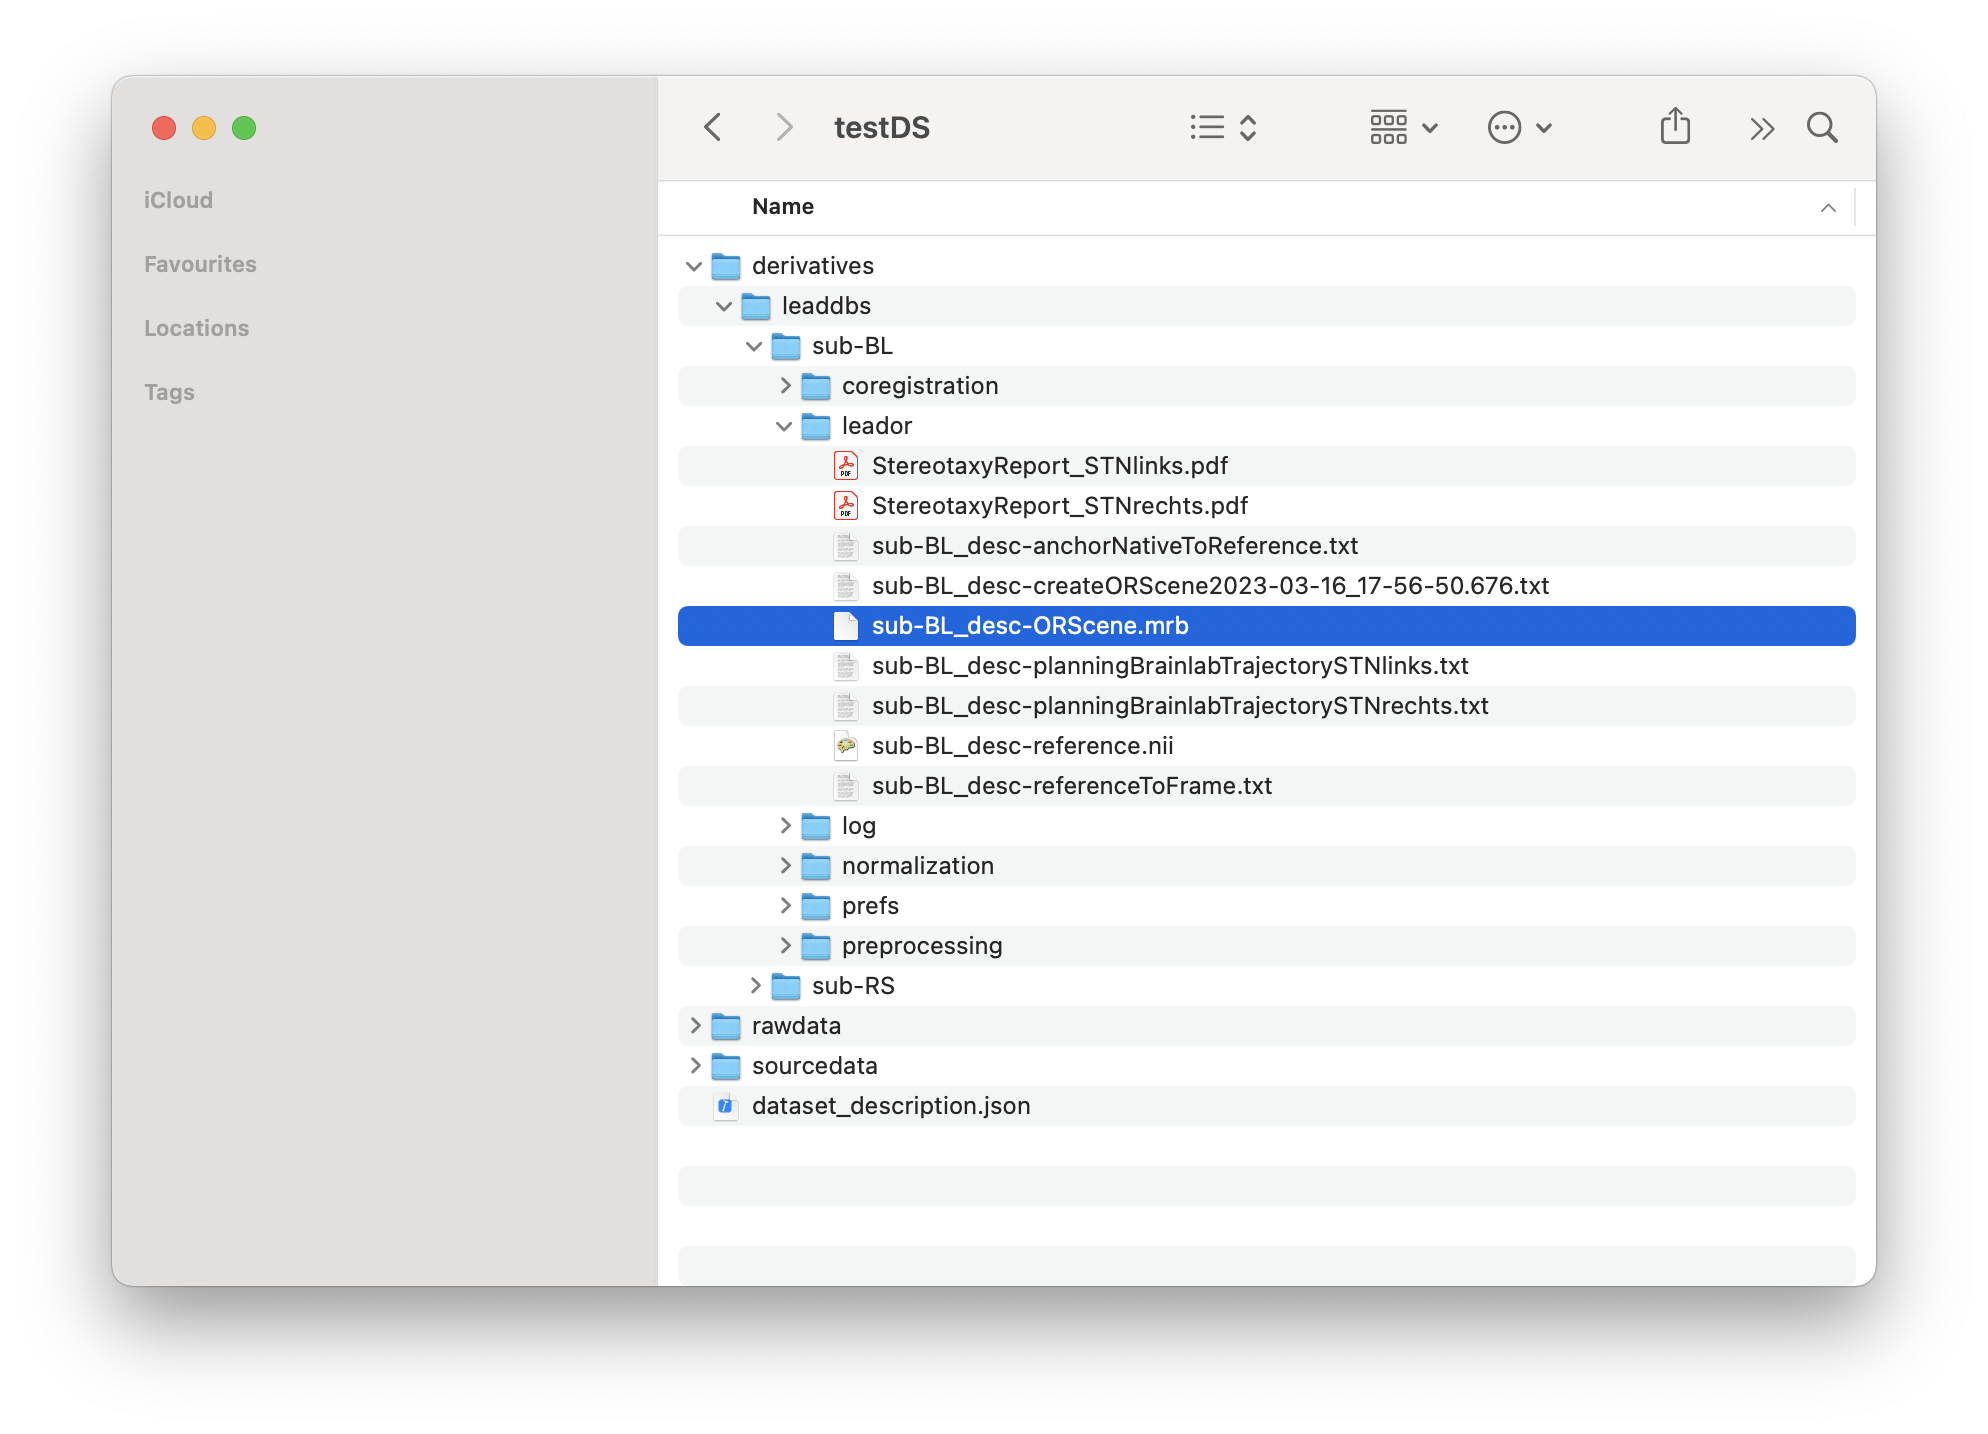 testDS
iCloud
Favourites
Locations
Tags
Name
derivatives
leaddbs
sub-BL
coregistration
leador
StereotaxyReport_STNlinks.pdf
StereotaxyReport_STNrechts.pdf
sub-BL_desc-anchorNativeToReference.txt
sub-BL_desc-createORScene2023-03-16_17-56-50.676.txt
sub-BL_desc-ORScene.mrb
sub-BL_desc-planningBrainlabTrajectorySTNlinks.txt
sub-BL_desc-planningBrainlabTrajectorySTNrechts.txt
sub-BL_desc-reference.nii
sub-BL_desc-referenceToFrame.txt
log
normalization
prefs
preprocessing
sub-RS
rawdata
sourcedata
dataset_description.json